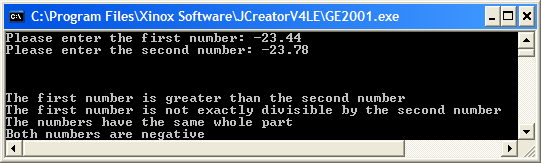 C:\Program Files\Xinox Software\JCreatorV4LE\GE2001.exe
Please enter the first number: -23.44
Please enter the second number: -23.78
The first number is greater than the second number
The first number is not exactly divisible by the second number
The numbers have the same whole part
Both numbers are negative